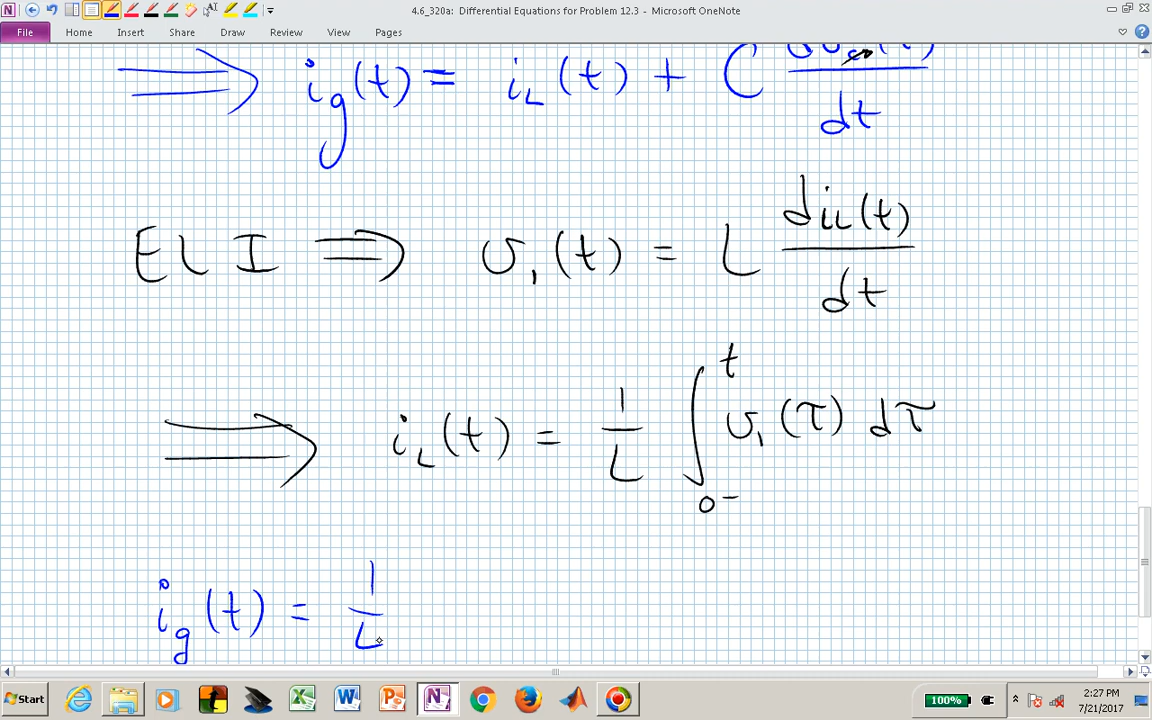 4.6_320a: Differential Equations for Problem 12.3 - Microsoft OneNote
File Home Insert Share Draw Review View Pages
⟹ i_g(t) = i_L(t) + C / dt
ELI ⟹ v_1(t) = L di_L(t) / dt
⟹ i_L(t) = 1/L ∫_{0-}^{t} v_1(τ) dτ
i_g(t) = 1/L
Start
100%
2:27 PM
7/21/2017